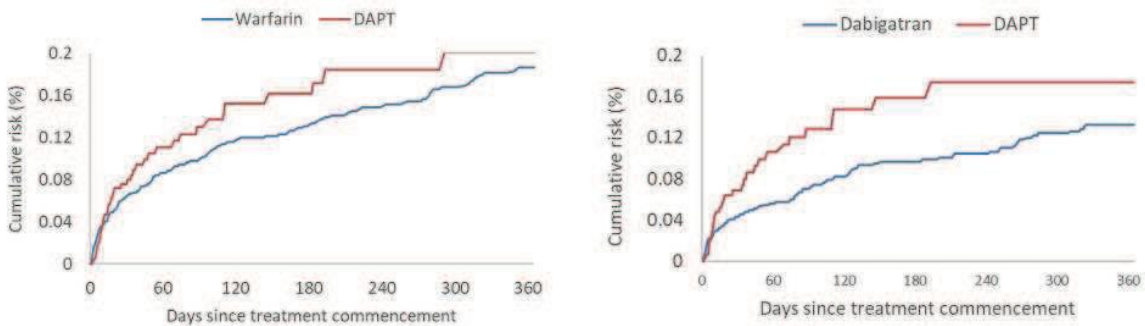 Warfarin DAPT
0.2
0.16
0.12
0.08
0.04
0
0 60 120 180 240 300 360
Cumulative risk (%)
Days since treatment commencement
Dabigatran DAPT
0.2
0.16
0.12
0.08
0.04
0
0 60 120 180 240 300 360
Cumulative risk (%)
Days since treatment commencement